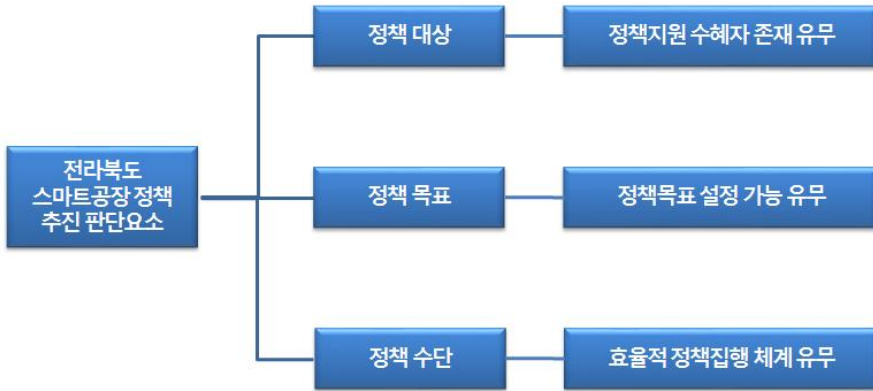 정책 대상
정책지원 수혜자 존재 유무
전라북도
스마트공장 정책
추진 판단요소
정책 목표
정책목표 설정 가능 유무
정책 수단
효율적 정책집행 체계 유무